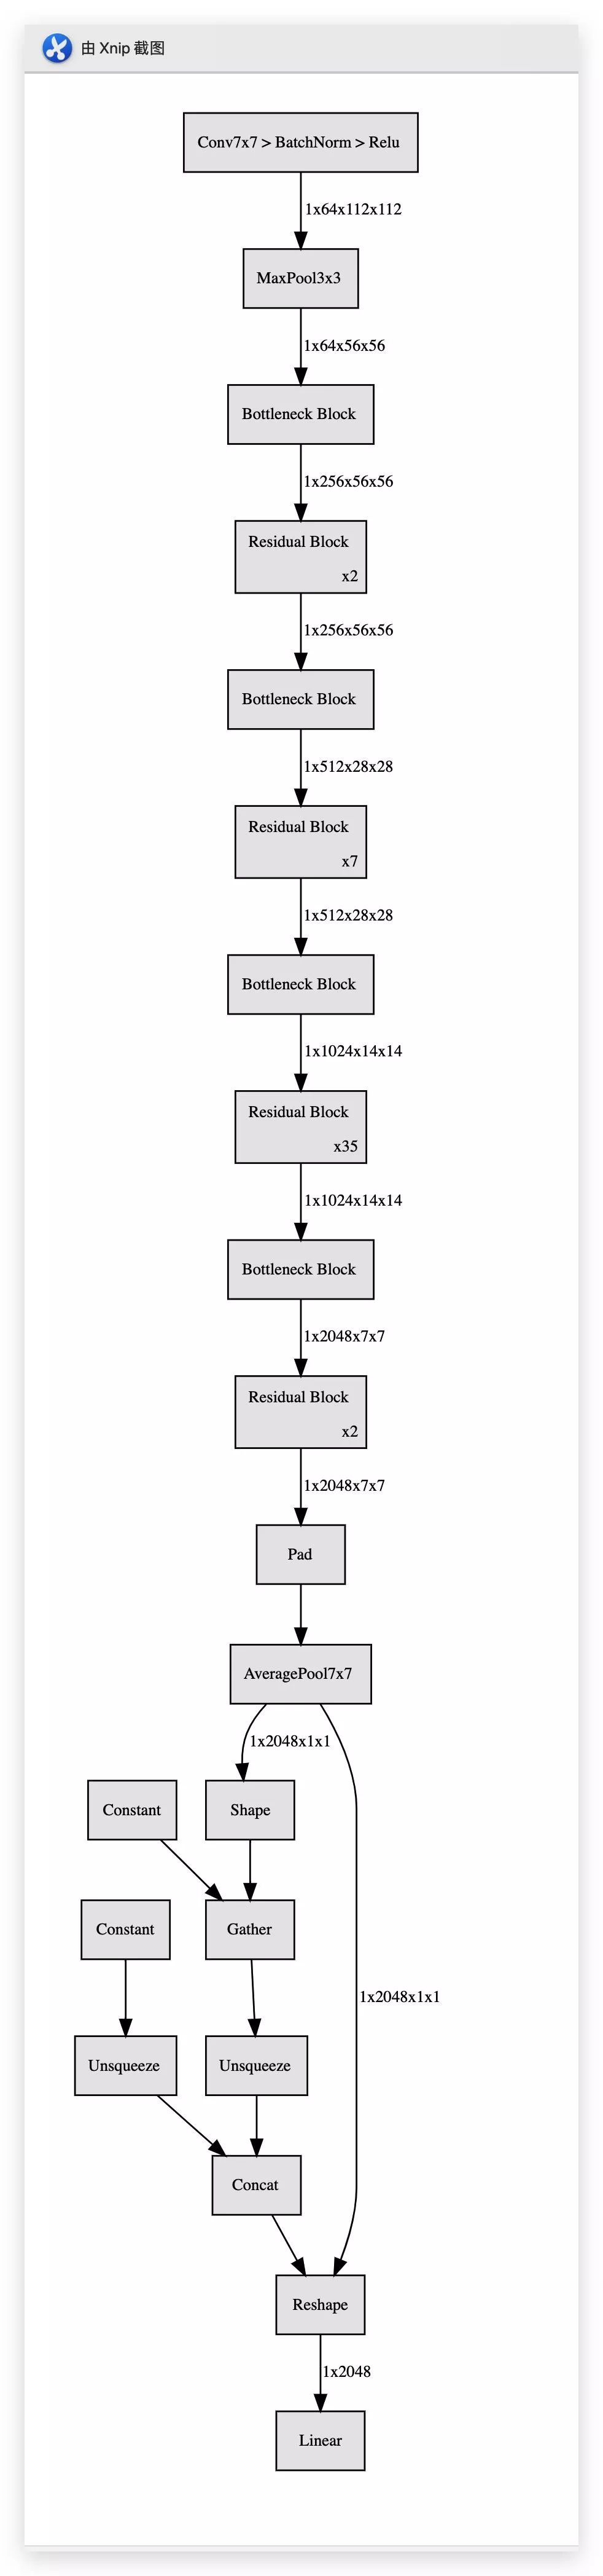 由 Xnip 截图
Conv7x7 > BatchNorm > Relu
1x64x112x112
MaxPool3x3
1x64x56x56
Bottleneck Block
1x256x56x56
Residual Block
x2
1x256x56x56
Bottleneck Block
1x512x28x28
Residual Block
x7
1x512x28x28
Bottleneck Block
1x1024x14x14
Residual Block
x35
1x1024x14x14
Bottleneck Block
1x2048x7x7
Residual Block
x2
1x2048x7x7
Pad
AveragePool7x7
1x2048x1x1
Constant
Shape
Constant
Gather
1x2048x1x1
Unsqueeze
Unsqueeze
Concat
Reshape
1x2048
Linear